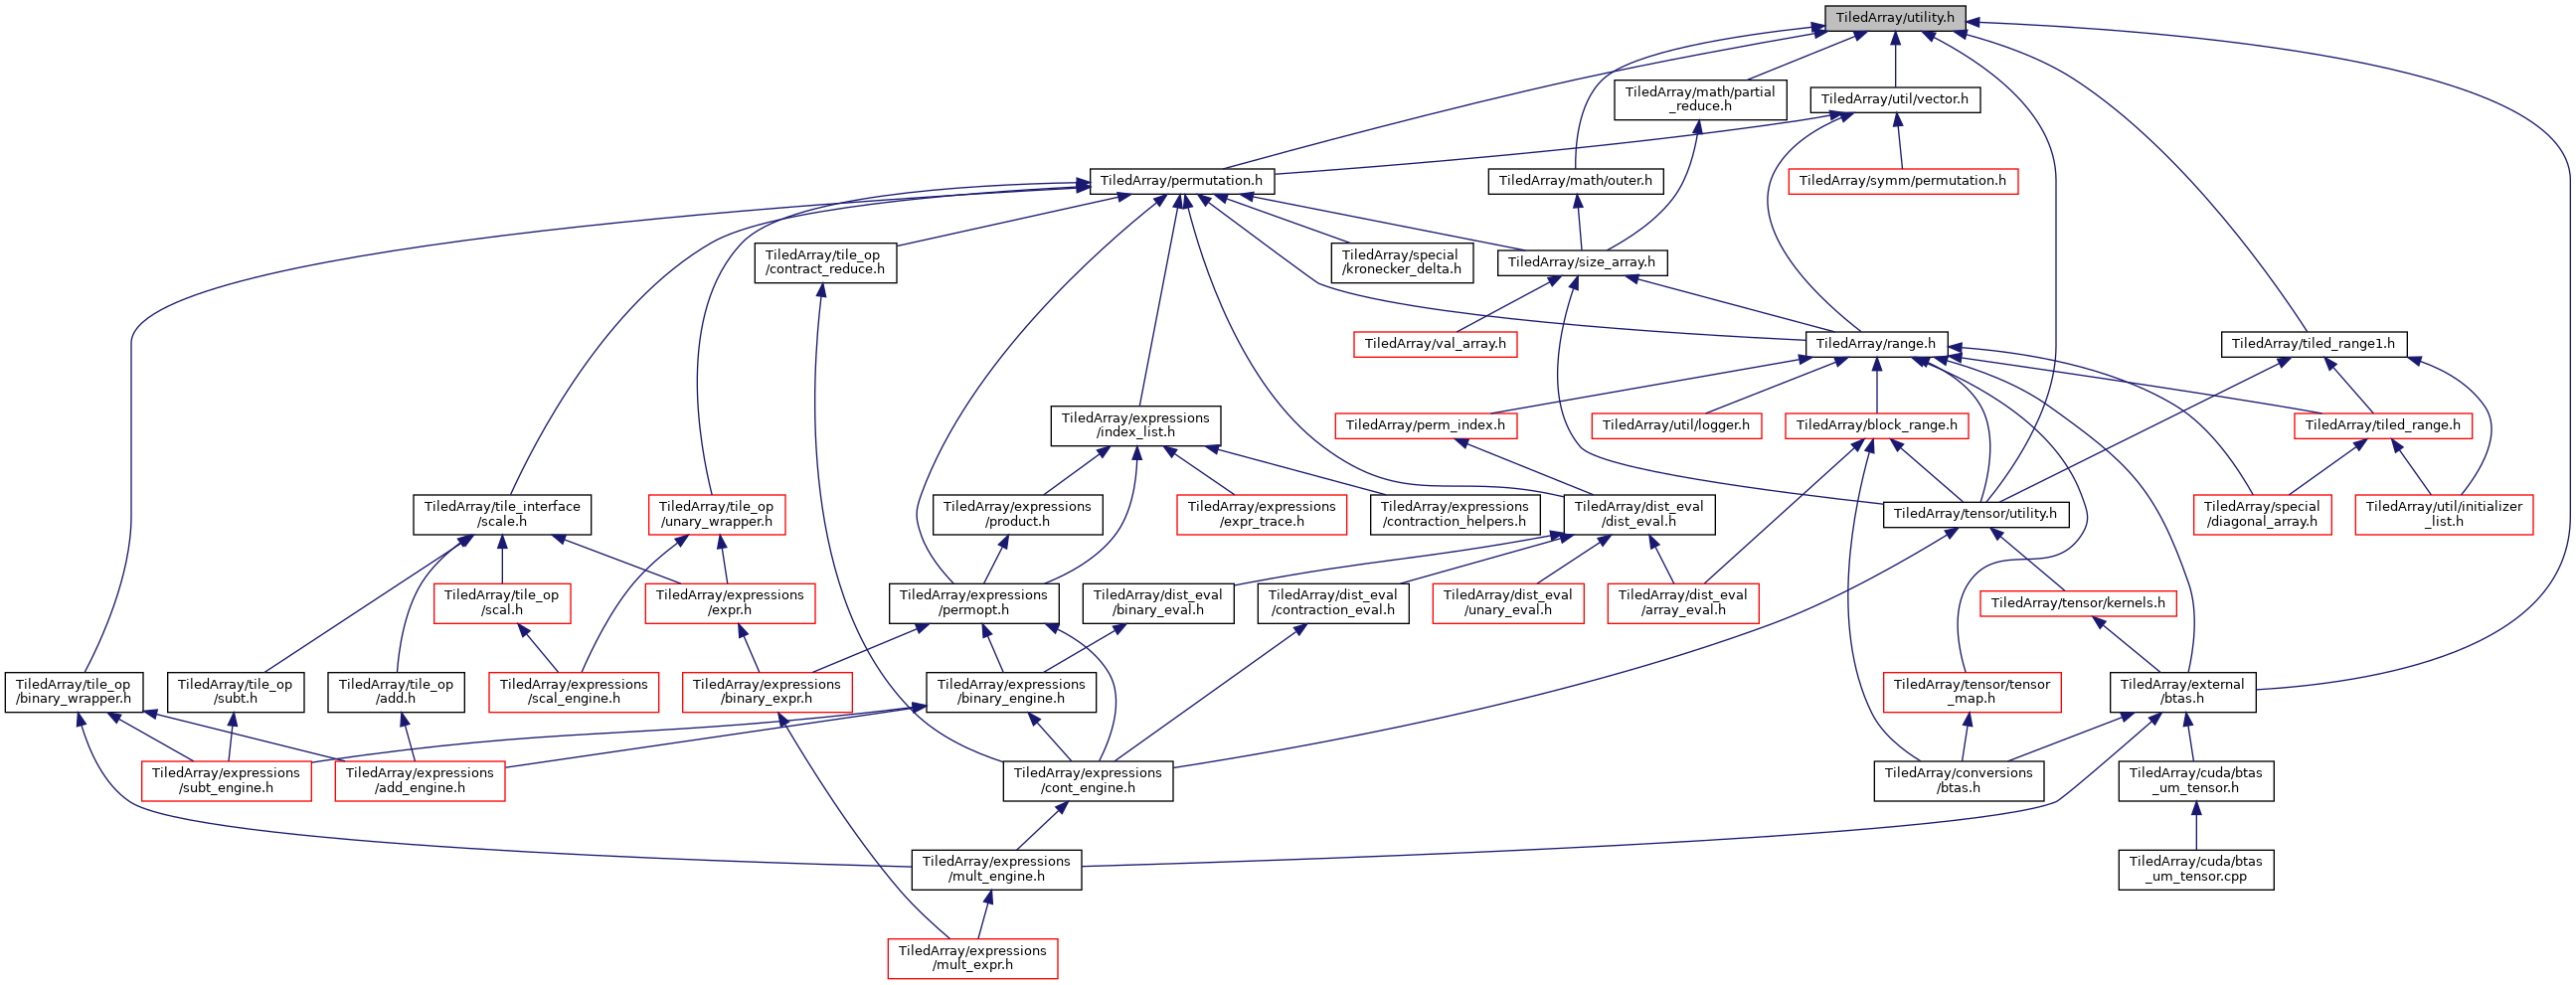 TiledArray/utility.h
TiledArray/math/partial
_reduce.h
TiledArray/util/vector.h
TiledArray/permutation.h
TiledArray/math/outer.h
TiledArray/symm/permutation.h
TiledArray/tile_op
/contract_reduce.h
TiledArray/special
/kronecker_delta.h
TiledArray/size_array.h
TiledArray/val_array.h
TiledArray/range.h
TiledArray/tiled_range1.h
TiledArray/expressions
/index_list.h
TiledArray/perm_index.h
TiledArray/util/logger.h
TiledArray/block_range.h
TiledArray/tiled_range.h
TiledArray/tile_interface
/scale.h
TiledArray/tile_op
/unary_wrapper.h
TiledArray/expressions
/product.h
TiledArray/expressions
/expr_trace.h
TiledArray/expressions
/contraction_helpers.h
TiledArray/dist_eval
/dist_eval.h
TiledArray/tensor/utility.h
TiledArray/special
/diagonal_array.h
TiledArray/util/initializer
_list.h
TiledArray/tile_op
/scal.h
TiledArray/expressions
/expr.h
TiledArray/expressions
/permopt.h
TiledArray/dist_eval
/binary_eval.h
TiledArray/dist_eval
/contraction_eval.h
TiledArray/dist_eval
/unary_eval.h
TiledArray/dist_eval
/array_eval.h
TiledArray/tensor/kernels.h
TiledArray/tile_op
/binary_wrapper.h
TiledArray/tile_op
/subt.h
TiledArray/tile_op
/add.h
TiledArray/expressions
/scal_engine.h
TiledArray/expressions
/binary_expr.h
TiledArray/expressions
/binary_engine.h
TiledArray/tensor/tensor
_map.h
TiledArray/external
/btas.h
TiledArray/expressions
/subt_engine.h
TiledArray/expressions
/add_engine.h
TiledArray/expressions
/cont_engine.h
TiledArray/conversions
/btas.h
TiledArray/cuda/btas
_um_tensor.h
TiledArray/expressions
/mult_engine.h
TiledArray/cuda/btas
_um_tensor.cpp
TiledArray/expressions
/mult_expr.h